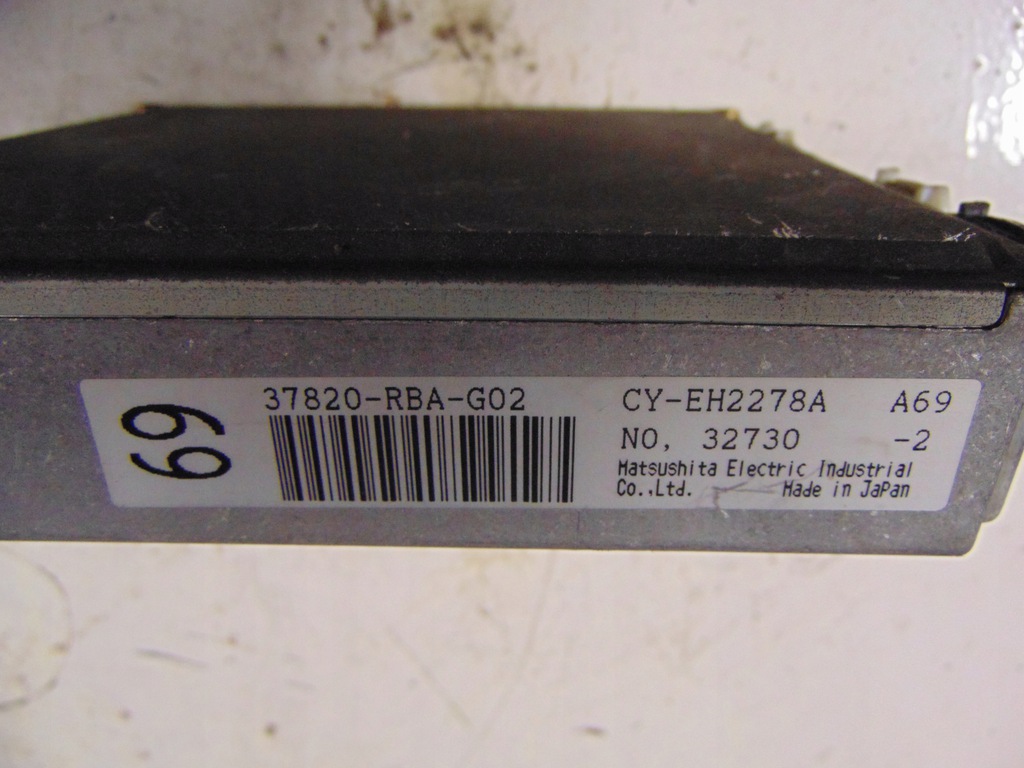 69
37820-RBA-G02
CY-EH2278A A69
NO, 32730 -2
Matsushita Electric Industrial
Co.,Ltd. Made in JaPan